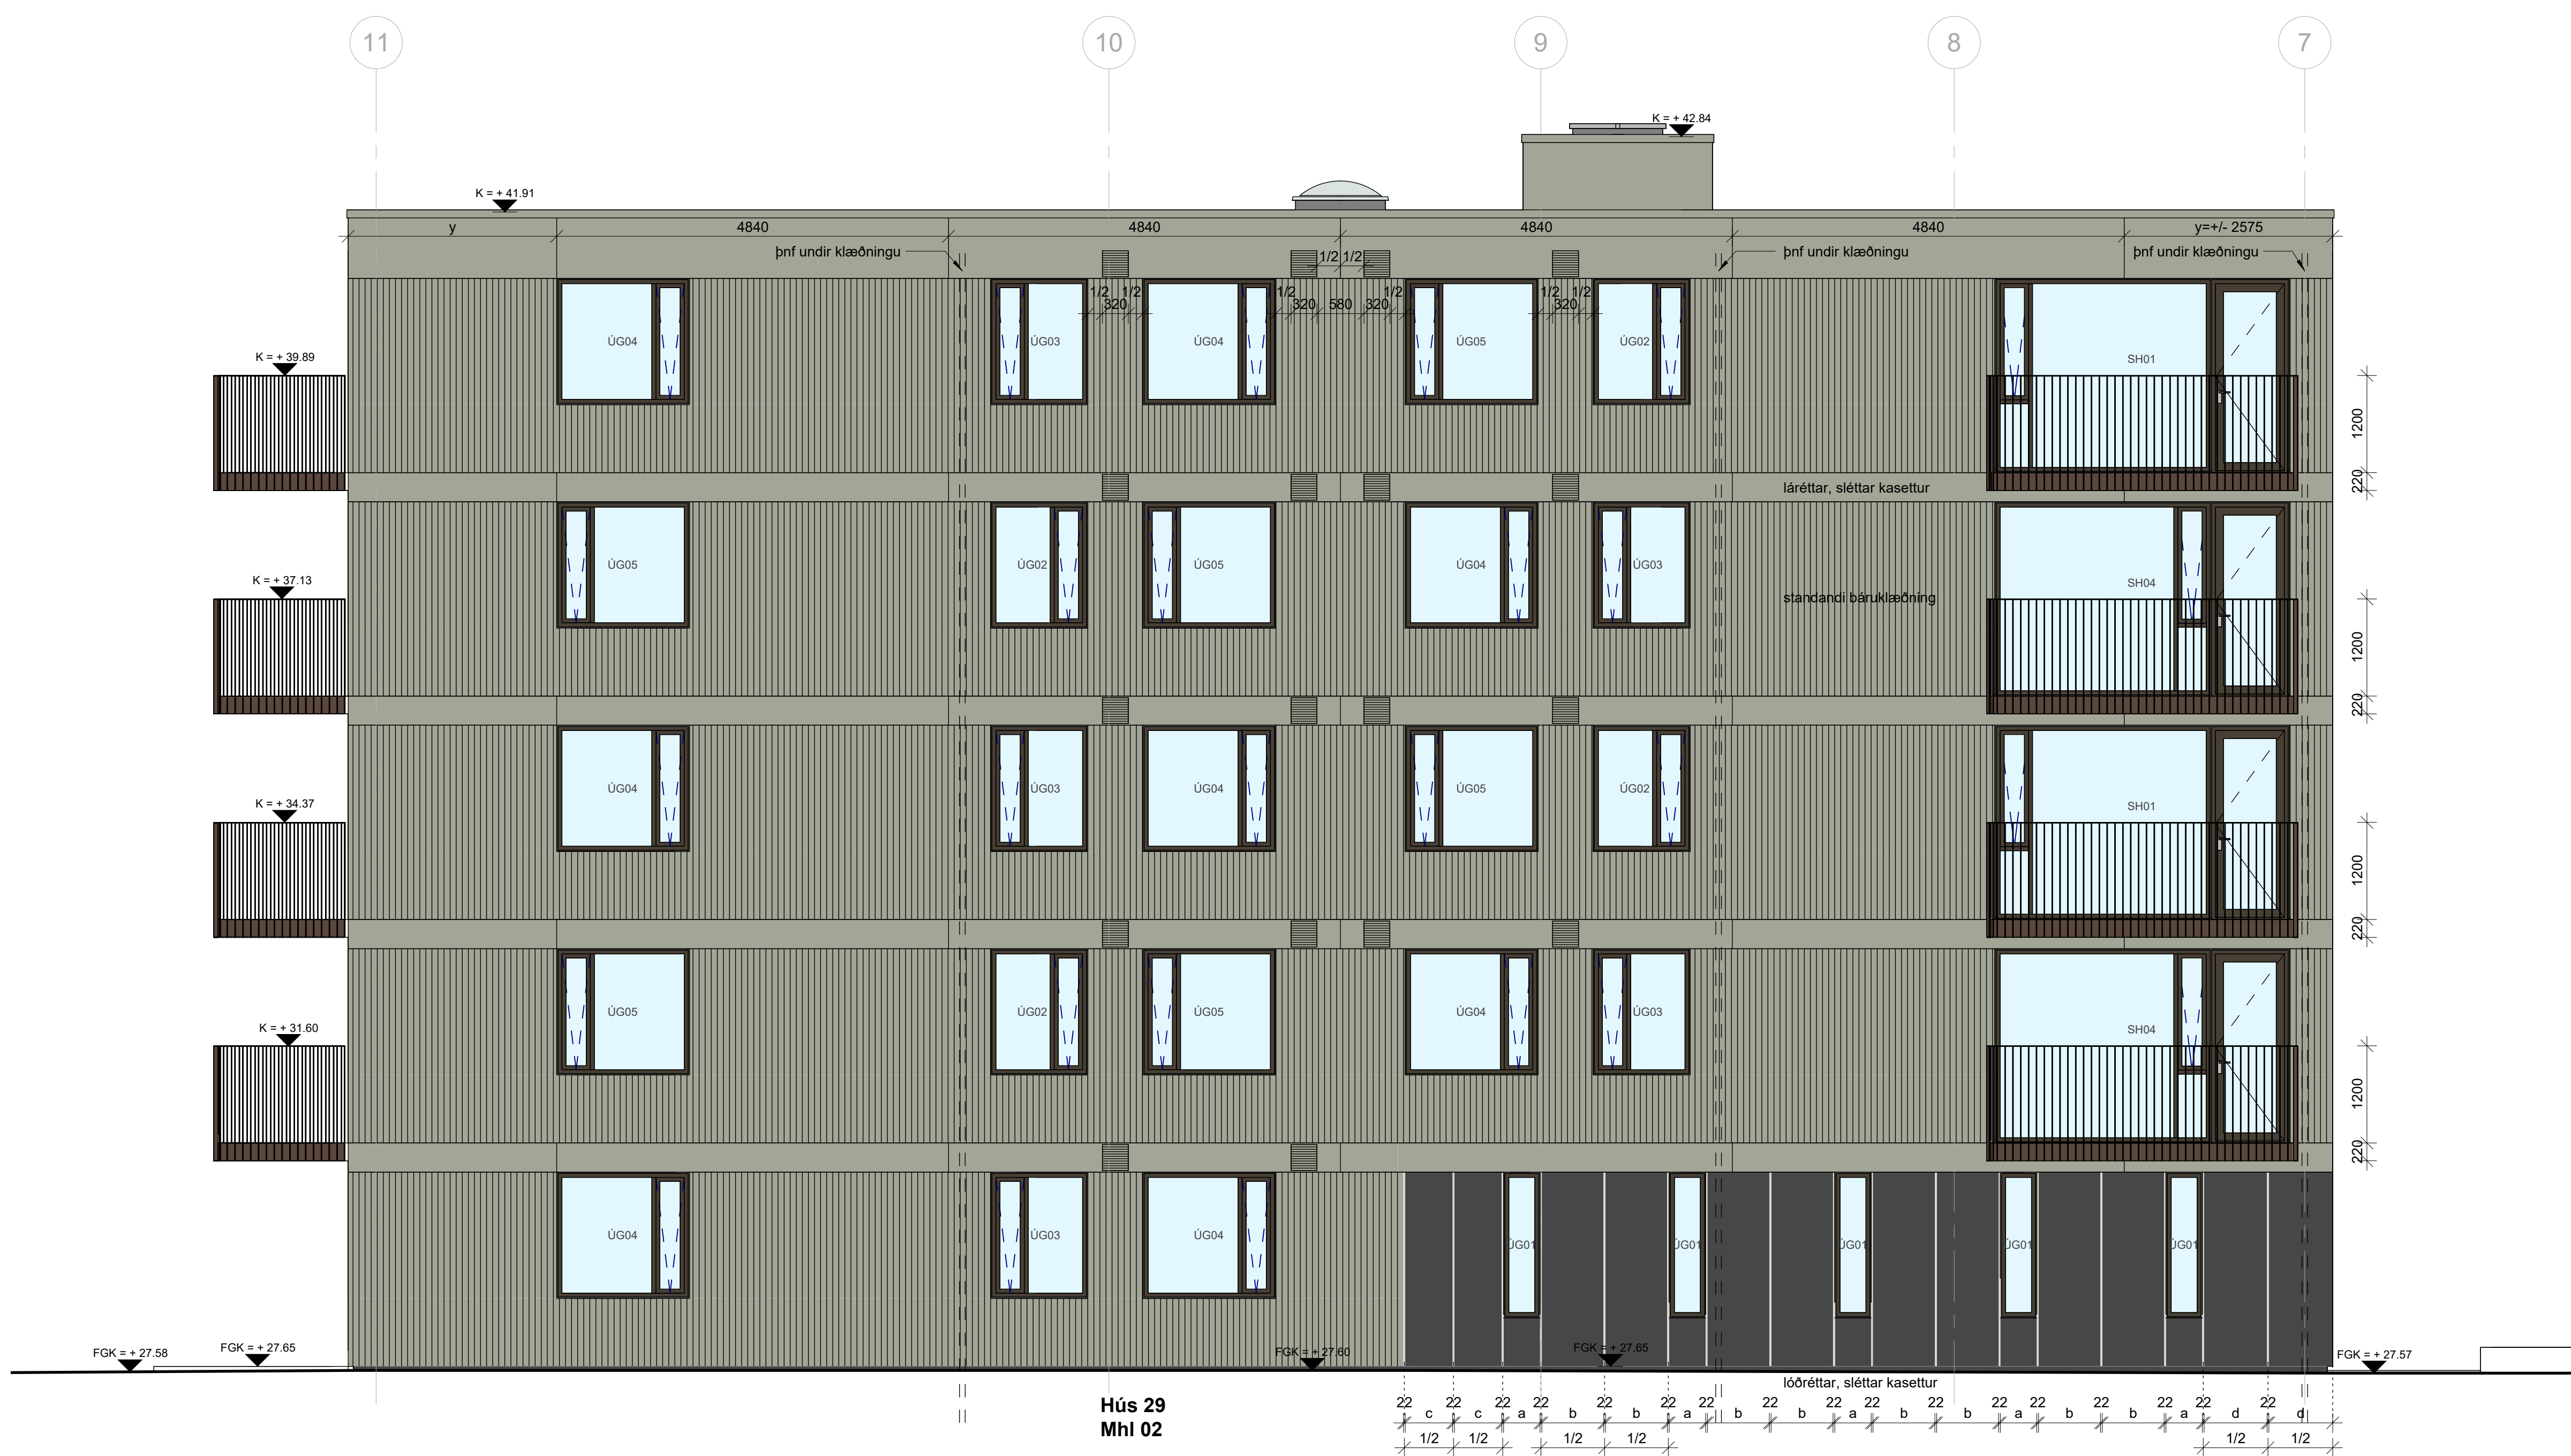 11 10 9 8 7
K = + 42.84
K = + 41.91
y 4840 4840 4840 4840 y=+/- 2575
þnf undir klæðningu þnf undir klæðningu þnf undir klæðningu
1/2 1/2
1/2 1/2 1/2 1/2 1/2 1/2
320 320 580 320 320
ÚG04 ÚG03 ÚG04 ÚG05 ÚG02
K = + 39.89 SH01
1200
220
láréttar, sléttar kasettur
ÚG05 ÚG02 ÚG05 ÚG04 ÚG03
K = + 37.13 SH04
standandi báruklæðning
1200
220
ÚG04 ÚG03 ÚG04 ÚG05 ÚG02
K = + 34.37 SH01
1200
220
ÚG05 ÚG02 ÚG05 ÚG04 ÚG03
K = + 31.60 SH04
1200
220
ÚG04 ÚG03 ÚG04
ÚG01 ÚG01 ÚG01 ÚG01 ÚG01
FGK = + 27.58 FGK = + 27.65 FGK = + 27.60 FGK = + 27.65 FGK = + 27.57
lóðréttar, sléttar kasettur
22 22 22 22 22 22 22 22 22 22 22 22 22 22 22 22 22
c c a b b a b b a b b a b b a d d
1/2 1/2 1/2 1/2 1/2 1/2
Hús 29
Mhl 02